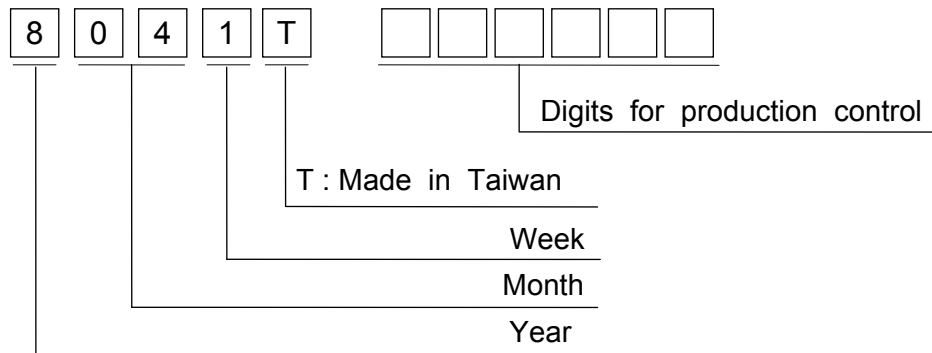 8 0 4 1 T
Digits for production control
T : Made in Taiwan
Week
Month
Year